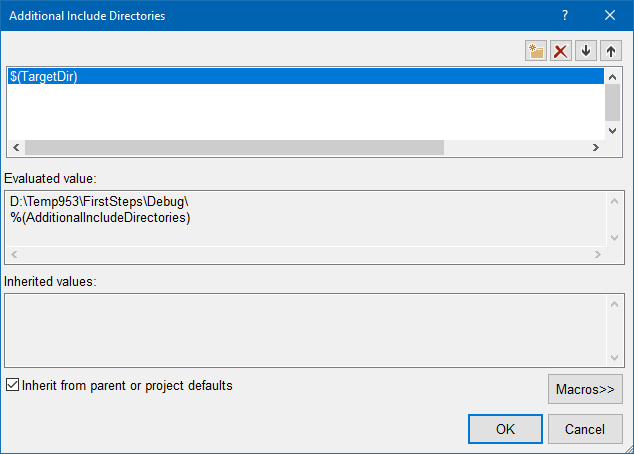 Additional Include Directories
?
$(TargetDir)
Evaluated value:
D:\Temp953\FirstSteps\Debug\
%(AdditionalIncludeDirectories)
Inherited values:
Inherit from parent or project defaults
Macros>>
OK
Cancel